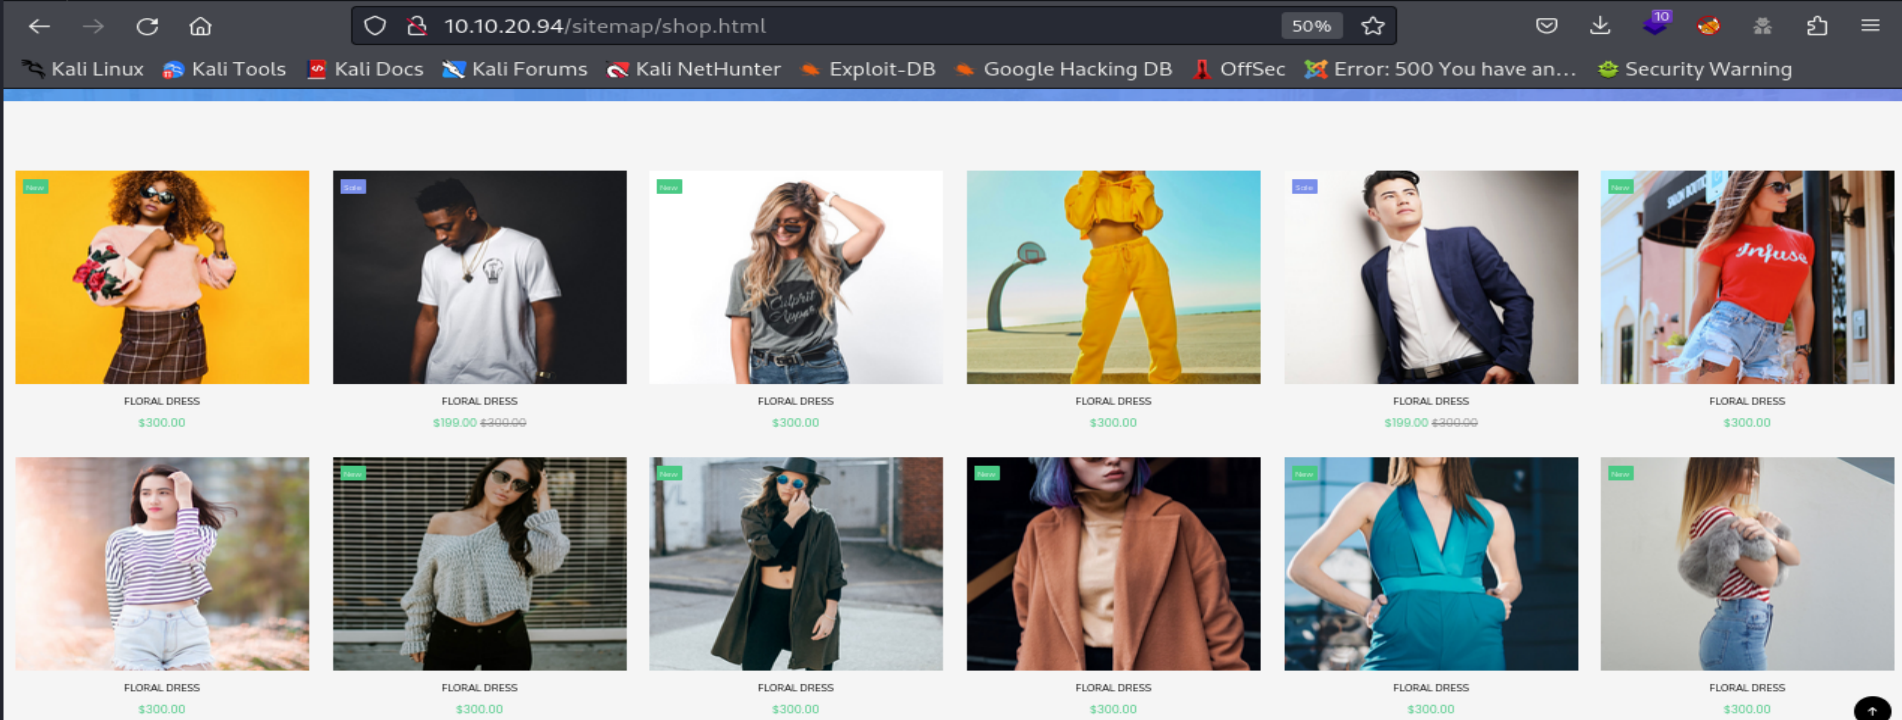 10.10.20.94/sitemap/shop.html 50% 10
Kali Linux Kali Tools Kali Docs Kali Forums Kali NetHunter Exploit-DB Google Hacking DB OffSec Error: 500 You have an... Security Warning
New Sale New Sale New
Infuse
Culprit
FLORAL DRESS FLORAL DRESS FLORAL DRESS FLORAL DRESS FLORAL DRESS FLORAL DRESS
$300.00 $199.00 $300.00 $300.00 $300.00 $199.00 $300.00 $300.00
New New New New New
FLORAL DRESS FLORAL DRESS FLORAL DRESS FLORAL DRESS FLORAL DRESS FLORAL DRESS
$300.00 $300.00 $300.00 $300.00 $300.00 $300.00